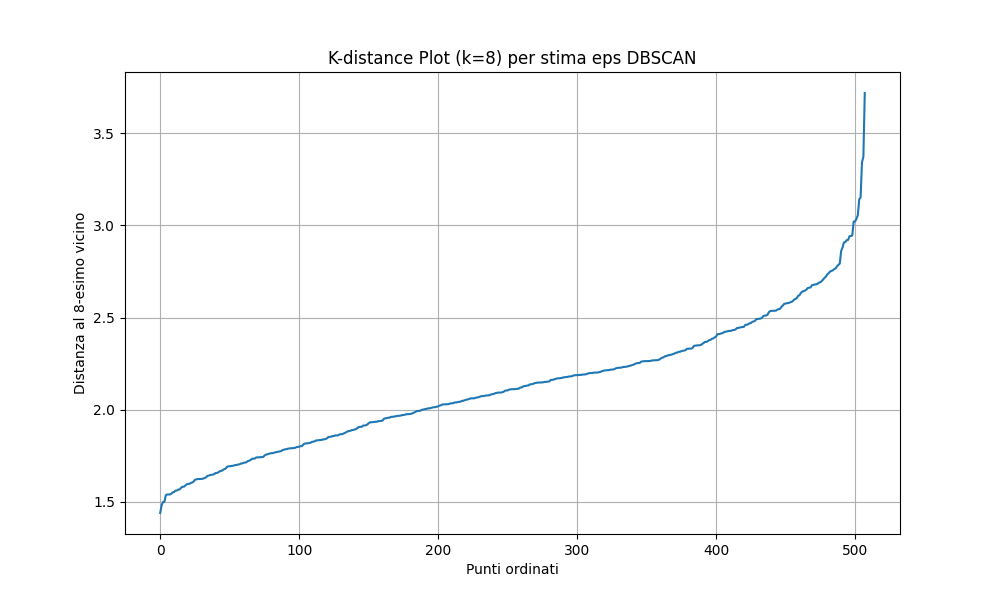 K-distance Plot (k=8) per stima eps DBSCAN
3.5
3.0
2.5
2.0
1.5
Distanza al 8-esimo vicino
0 100 200 300 400 500
Punti ordinati